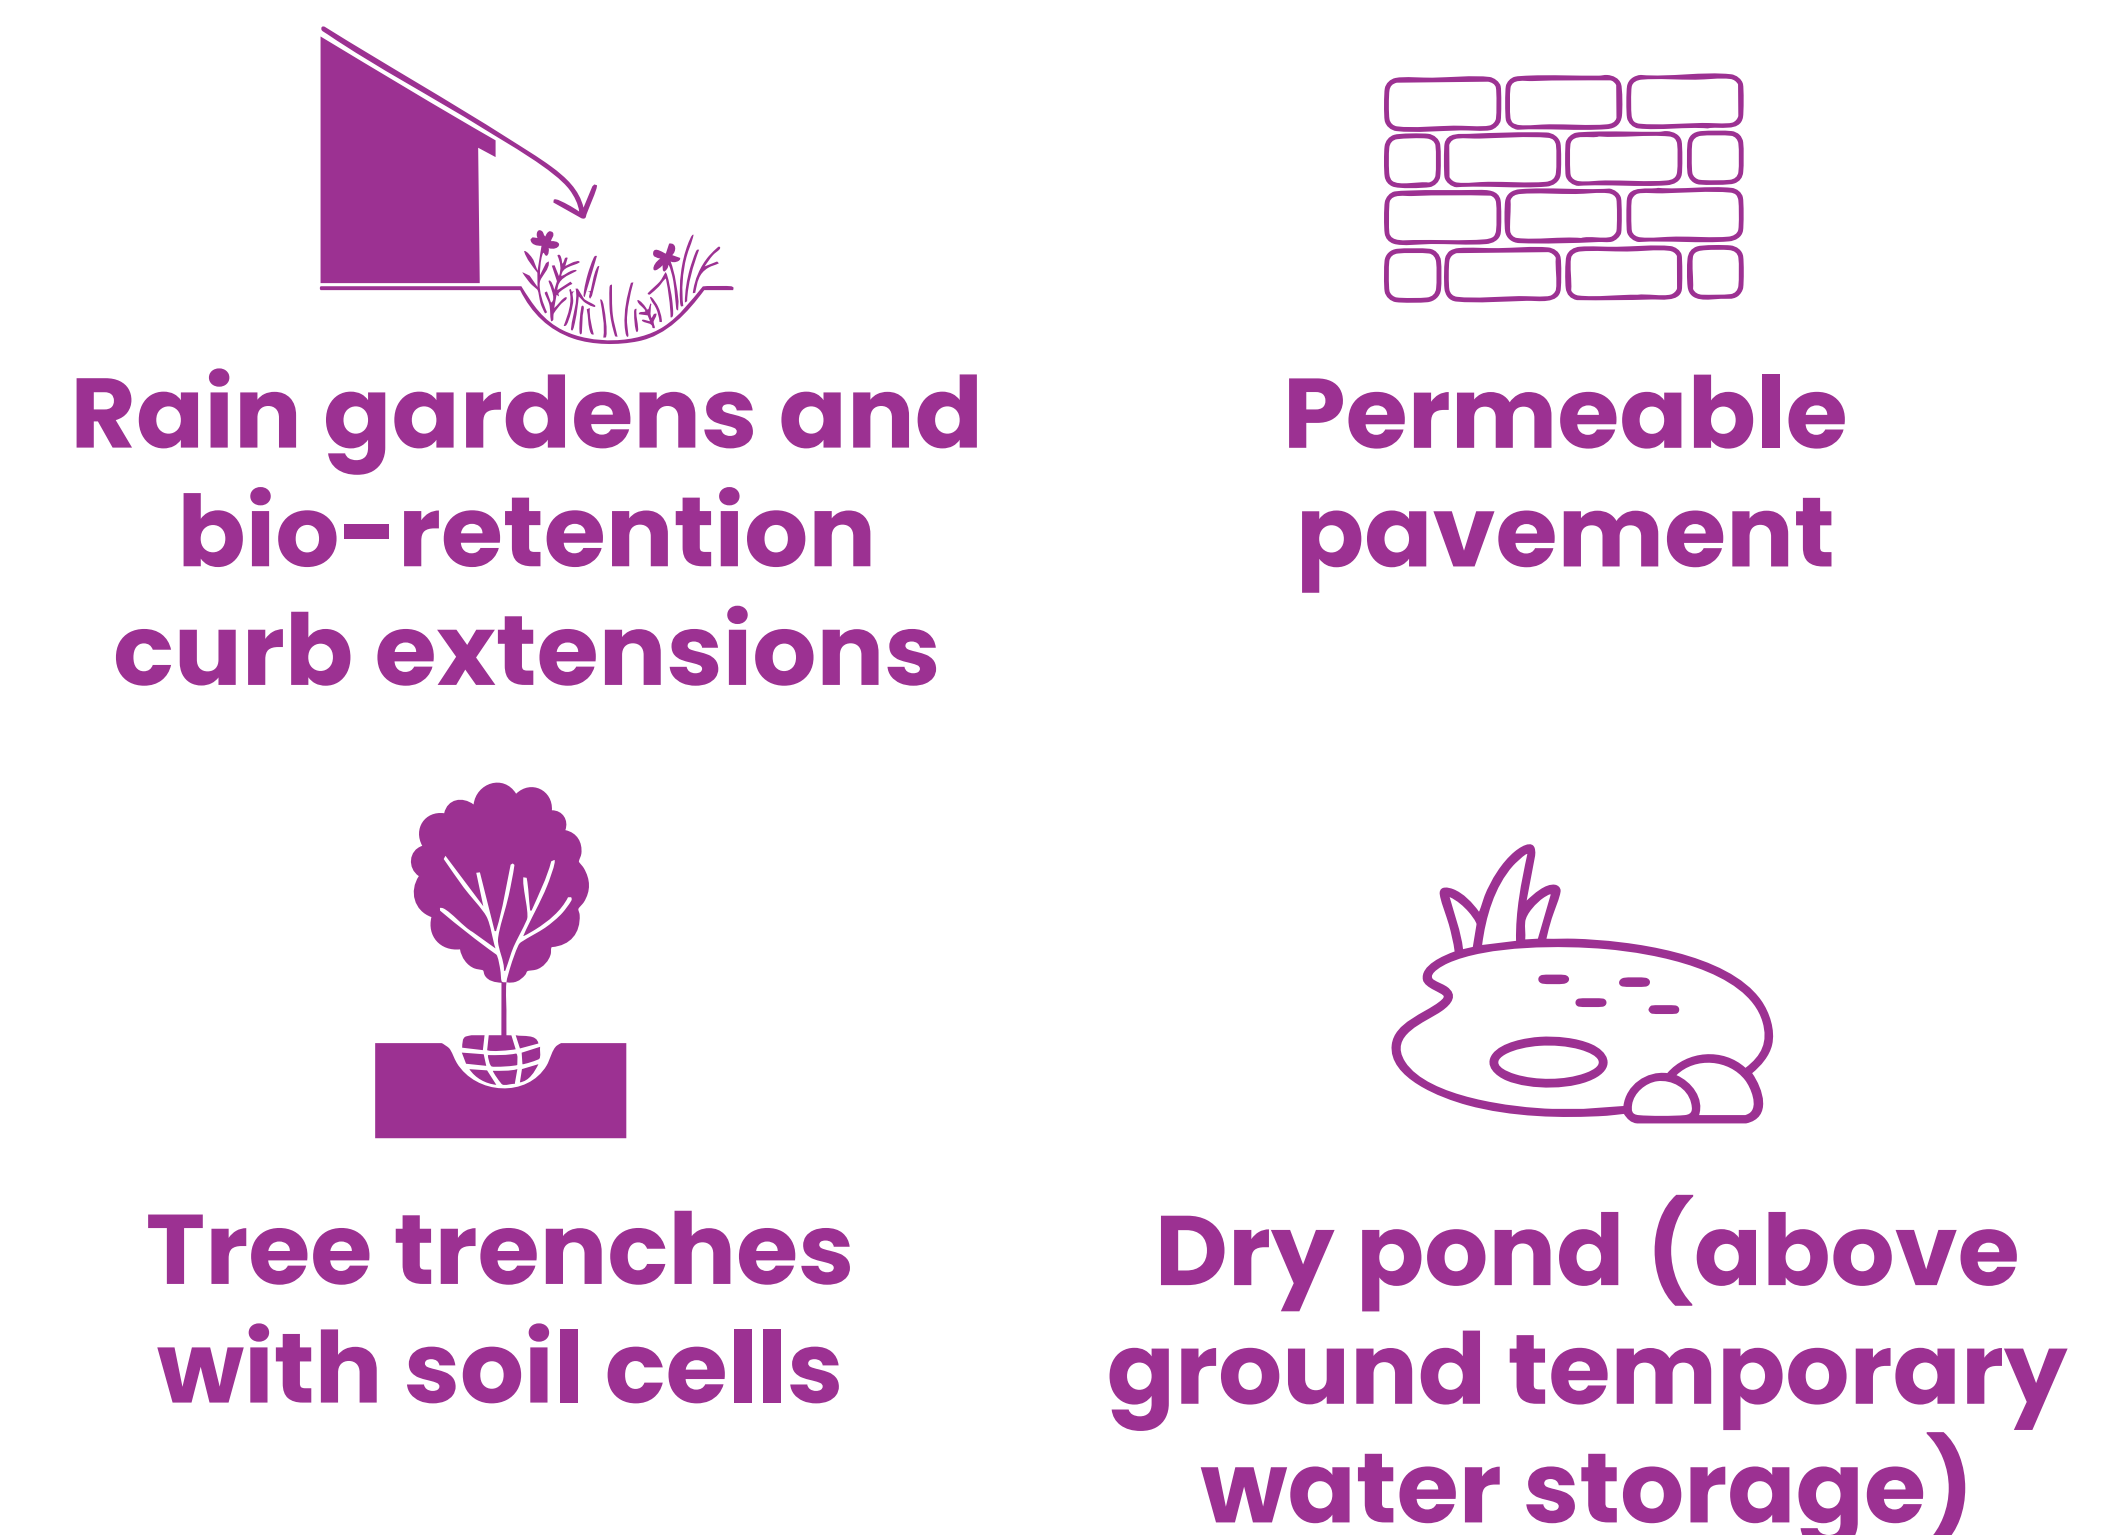 Rain gardens and
bio-retention
curb extensions
Permeable
pavement
Tree trenches
with soil cells
Dry pond (above
ground temporary
water storage)